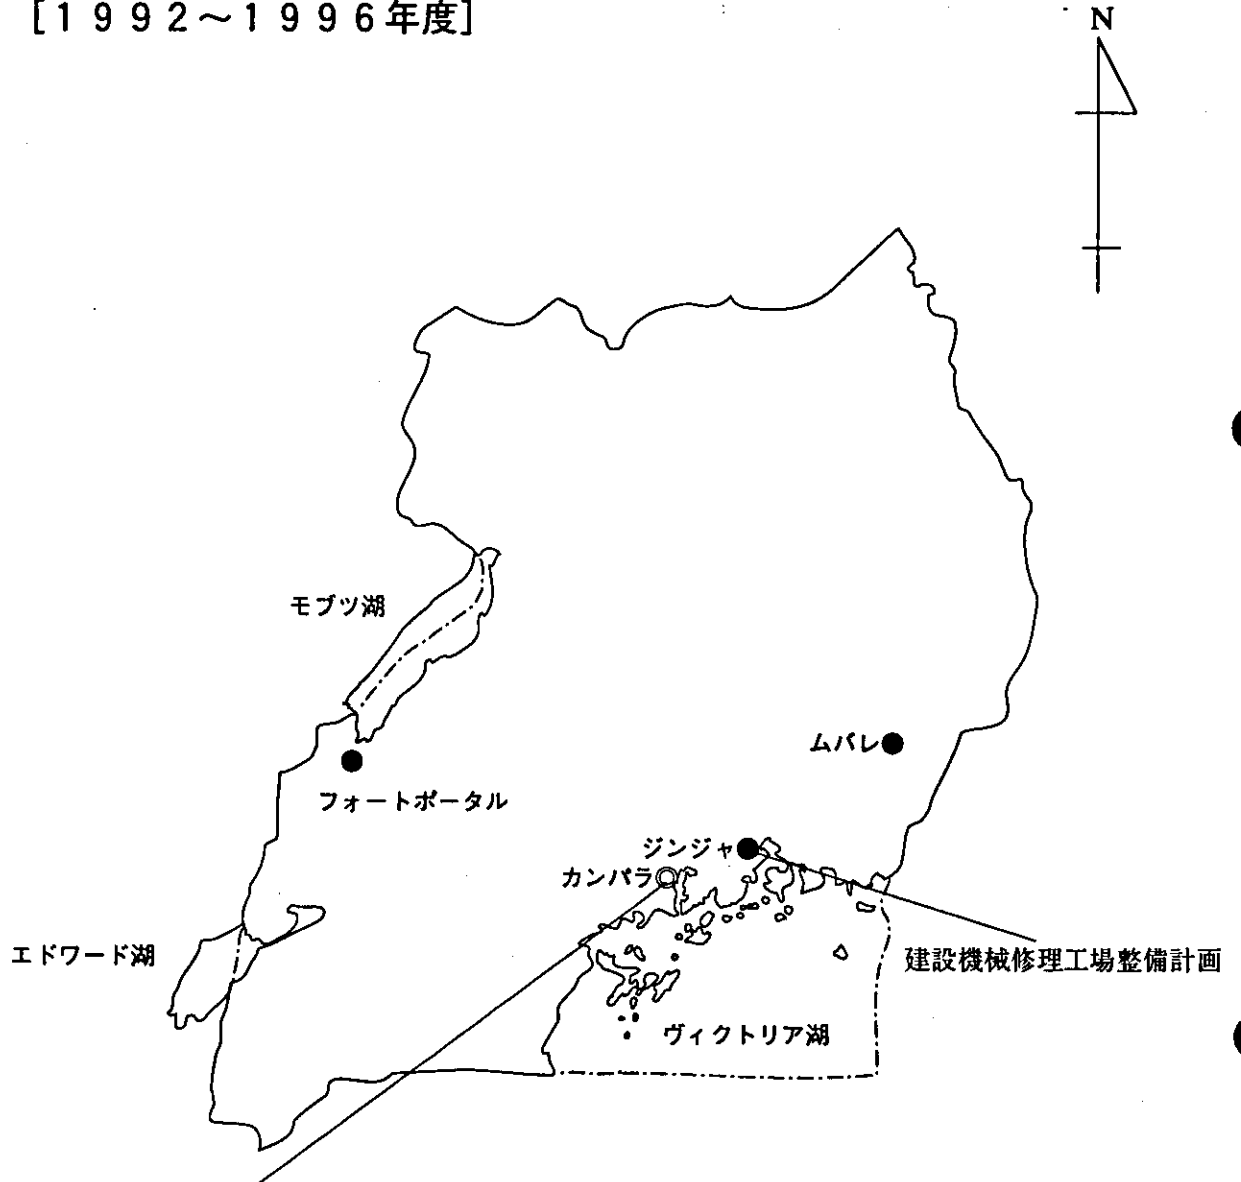 [1992～1996年度]
N
モブツ湖
ムバレ
フォートポータル
ジンジャ
カンパラ
エドワード湖
建設機械修理工場整備計画
ヴィクトリア湖